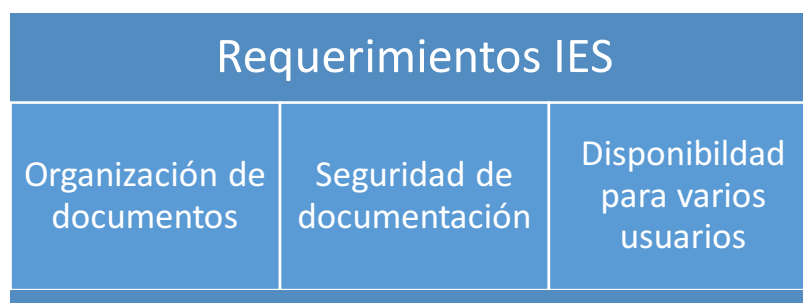 Requerimientos IES
Organización de
documentos
Seguridad de
documentación
Disponibildad
para varios
usuarios